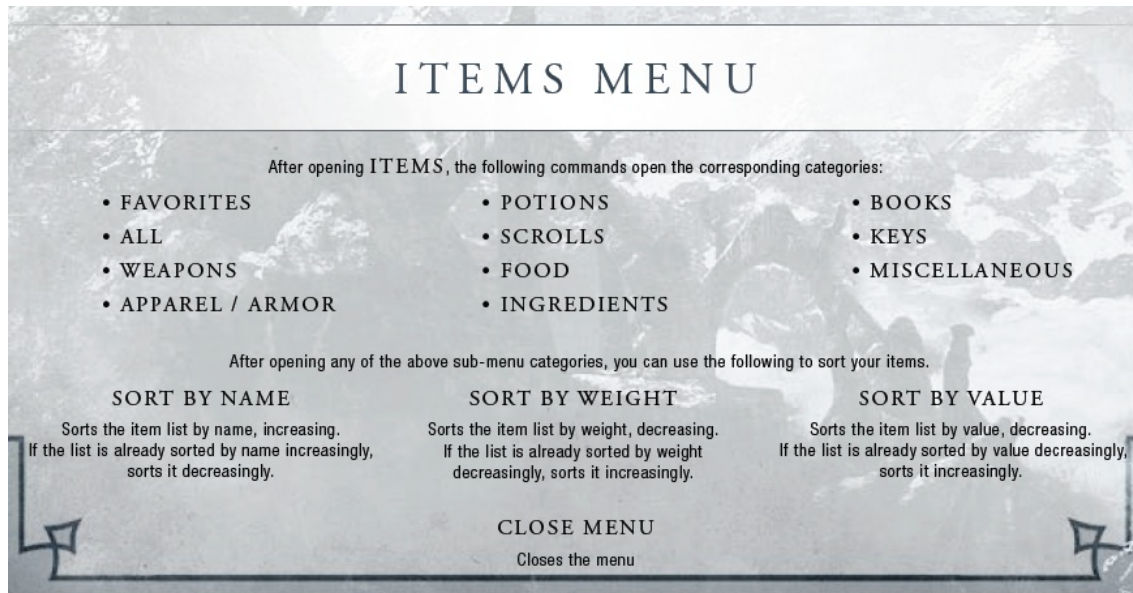 ITEMS MENU
After opening ITEMS, the following commands open the corresponding categories:
• FAVORITES
• ALL
• WEAPONS
• APPAREL / ARMOR
• POTIONS
• SCROLLS
• FOOD
• INGREDIENTS
• BOOKS
• KEYS
• MISCELLANEOUS
After opening any of the above sub-menu categories, you can use the following to sort your items.
SORT BY NAME
Sorts the item list by name, increasing.
If the list is already sorted by name increasingly,
sorts it decreasingly.
SORT BY WEIGHT
Sorts the item list by weight, decreasing.
If the list is already sorted by weight
decreasingly, sorts it increasingly.
SORT BY VALUE
Sorts the item list by value, decreasing.
If the list is already sorted by value decreasingly,
sorts it increasingly.
CLOSE MENU
Closes the menu